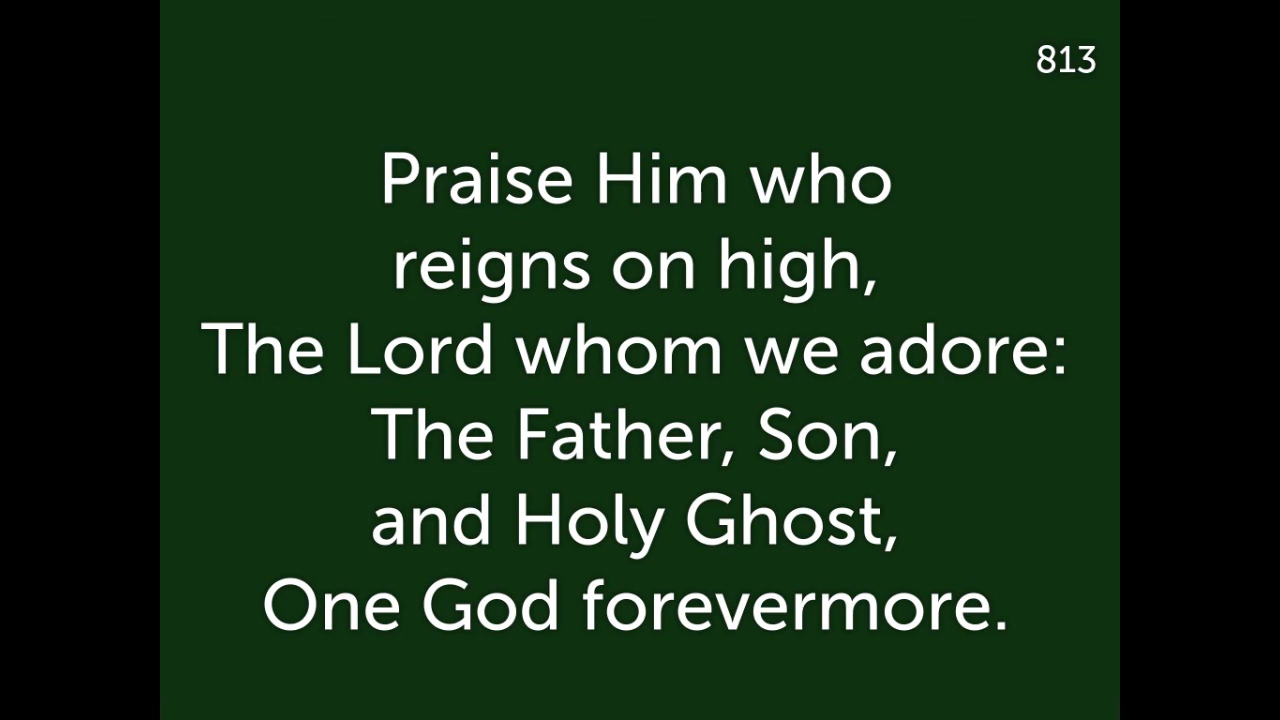 813
Praise Him who
reigns on high,
The Lord whom we adore:
The Father, Son,
and Holy Ghost,
One God forevermore.